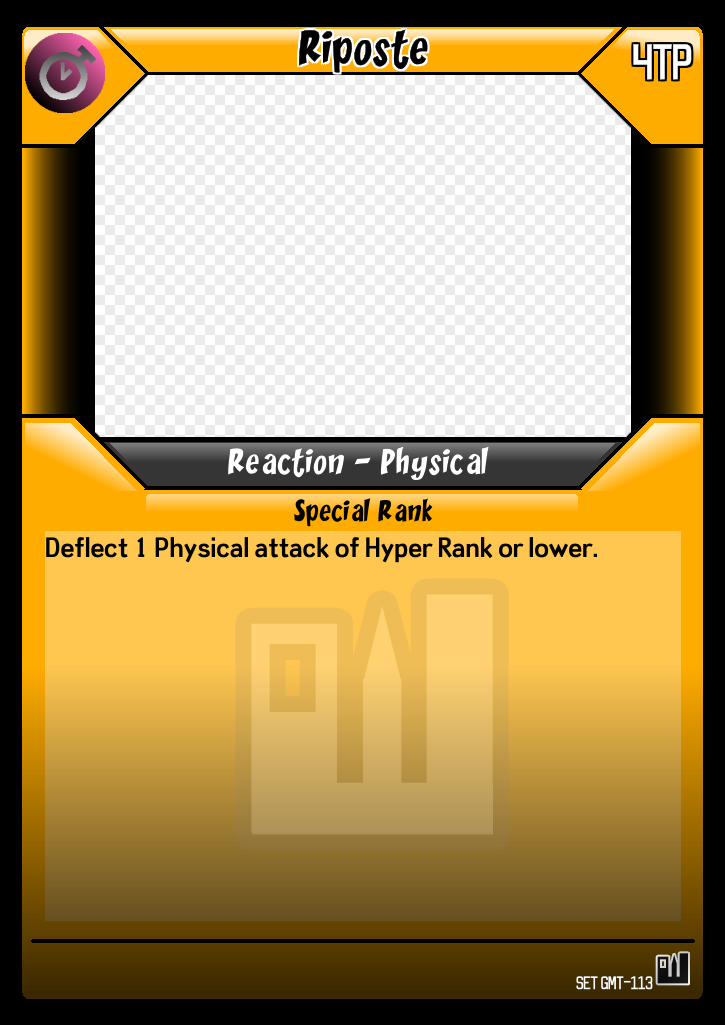 Riposte
4TP
Reaction - Physical
Special Rank
Deflect 1 Physical attack of Hyper Rank or lower.
SET GMT-113